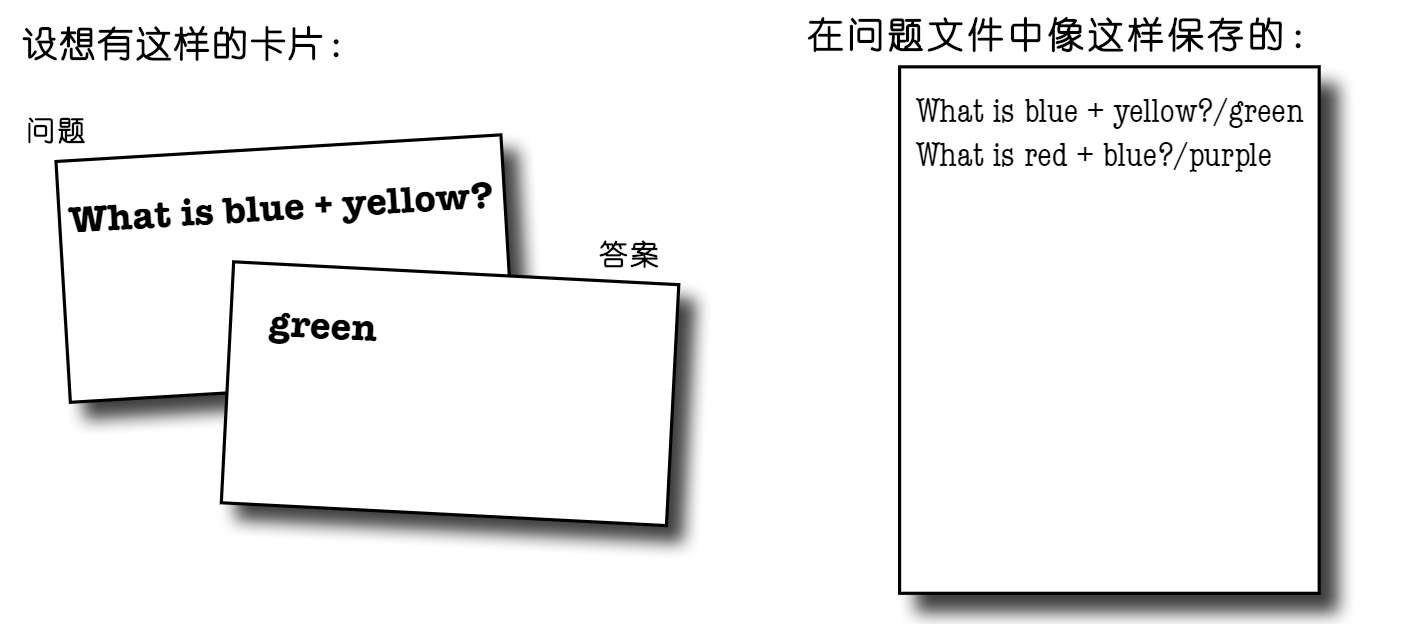 设想有这样的卡片：
问题
What is blue + yellow?
答案
green
在问题文件中像这样保存的：
What is blue + yellow?/green
What is red + blue?/purple